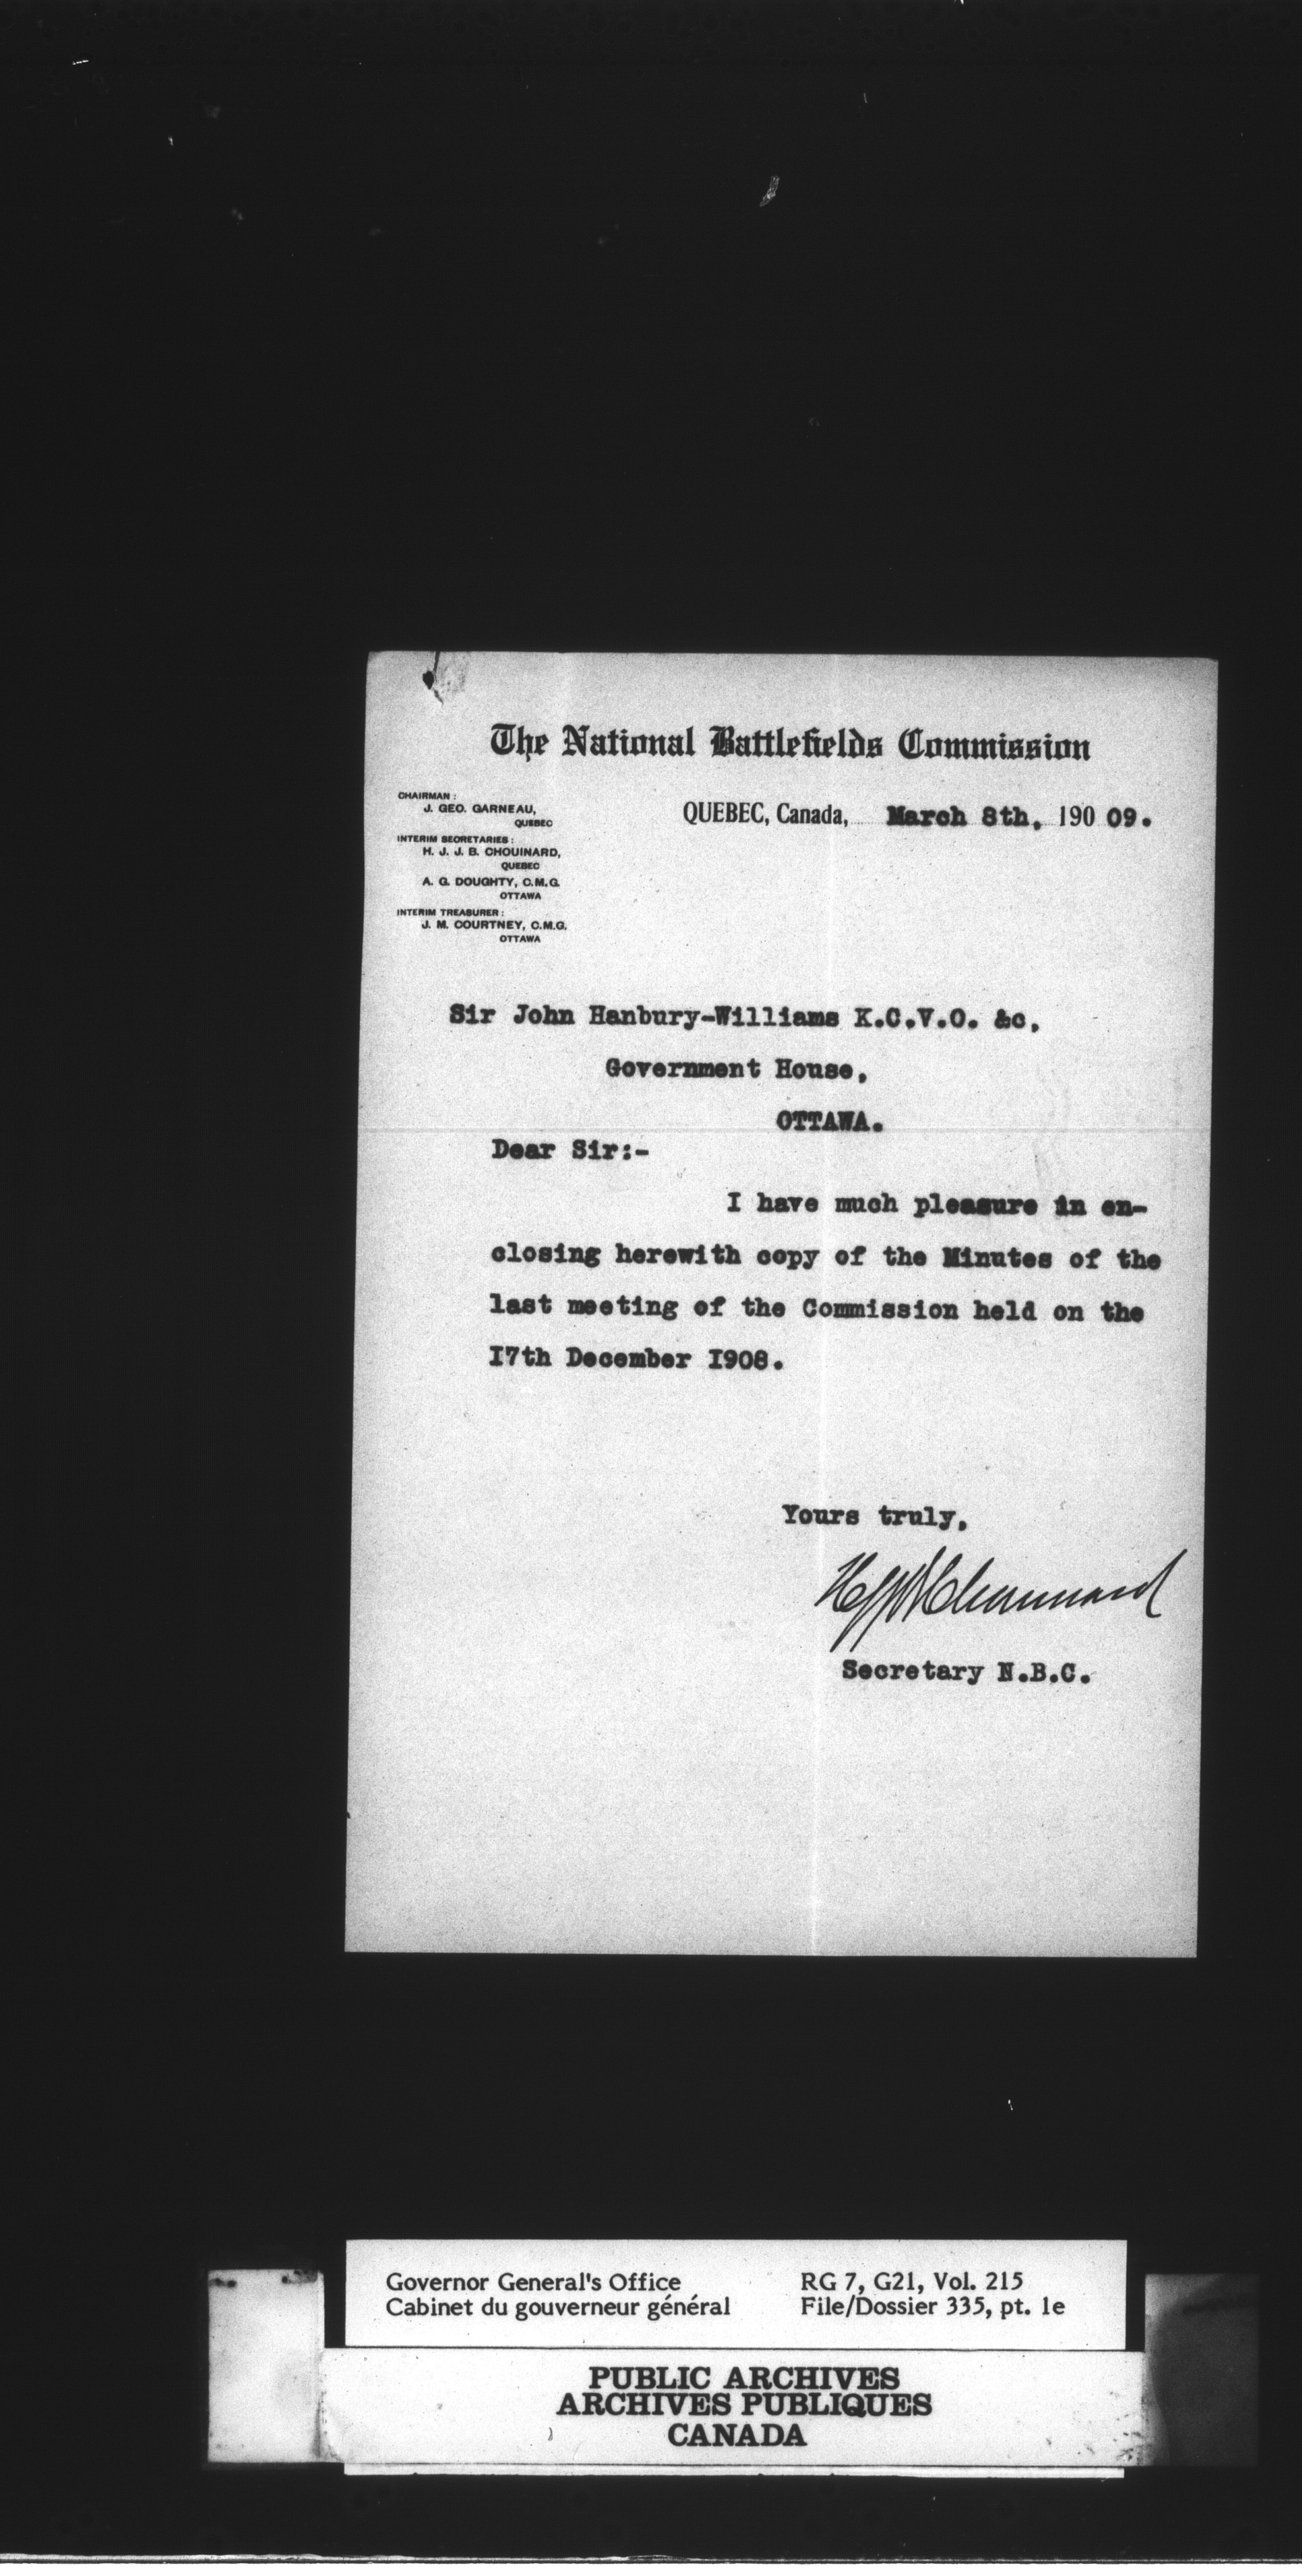 The National Battlefields Commission
CHAIRMAN :
J. GEO. GARNEAU,
QUEBEC
INTERIM SECRETARIES :
H. J. J. B. CHOUINARD,
QUEBEC
A. G. DOUGHTY, C.M.G.
OTTAWA
INTERIM TREASURER :
J. M. COURTNEY, C.M.G.
OTTAWA
QUEBEC, Canada, March 8th, 190 09.
Sir John Hanbury-Williams K.C.V.O. &c,
Government House,
OTTAWA.
Dear Sir:-
I have much pleasure in en-
closing herewith copy of the Minutes of the
last meeting of the Commission held on the
I7th December I908.
Yours truly,
HJJBChouinard
Secretary N.B.C.
Governor General's Office RG 7, G21, Vol. 215
Cabinet du gouverneur général File/Dossier 335, pt. 1e
PUBLIC ARCHIVES
ARCHIVES PUBLIQUES
CANADA